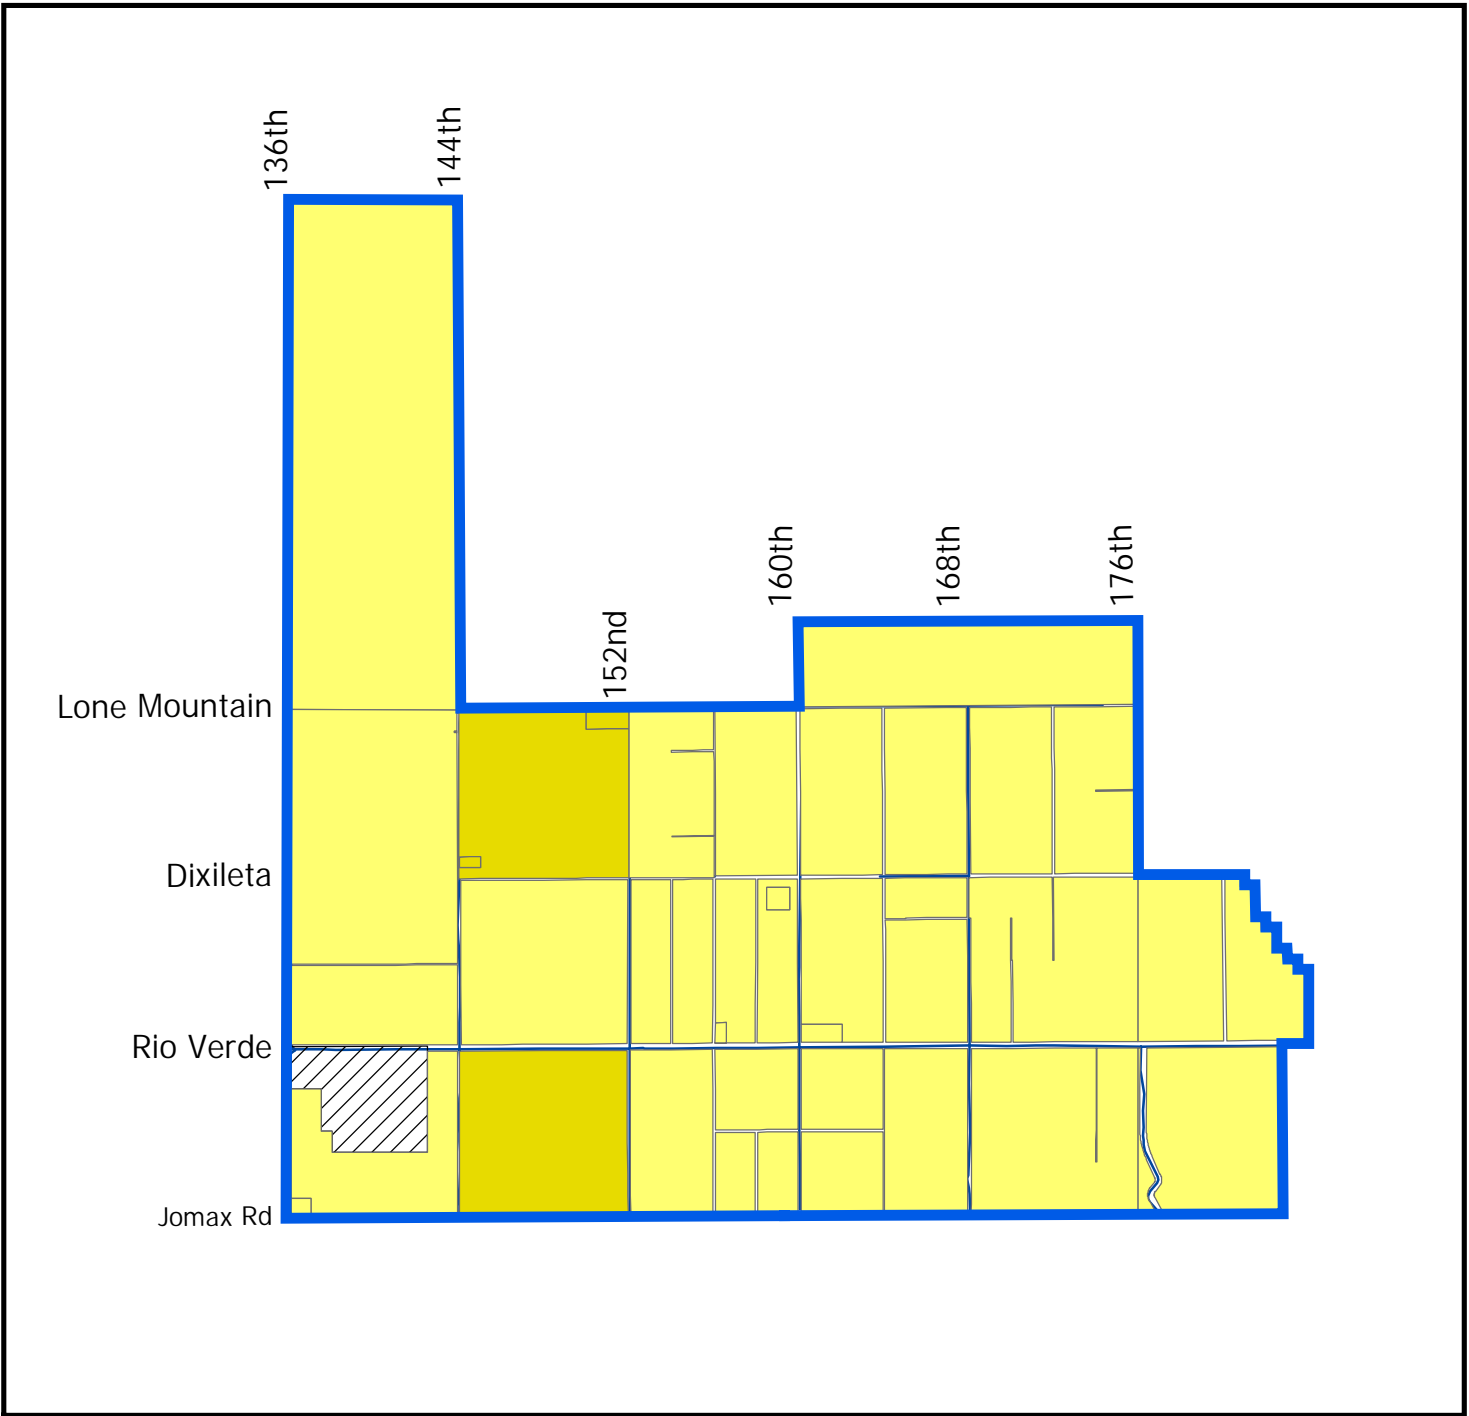 136th
144th
160th
168th
176th
152nd
Lone Mountain
Dixileta
Rio Verde
Jomax Rd